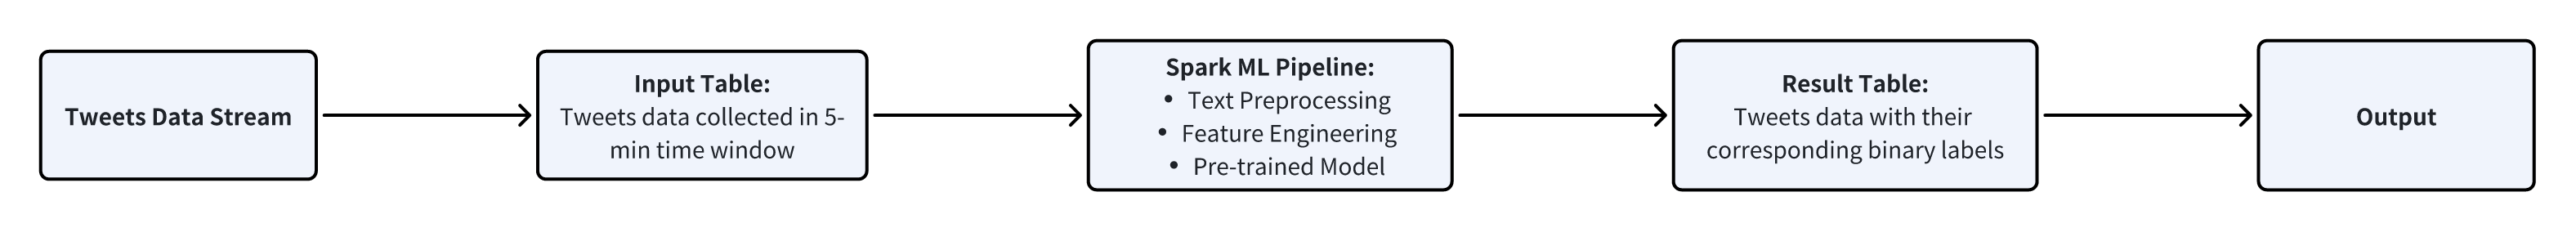 Tweets Data Stream
Input Table:
Tweets data collected in 5-
min time window
Spark ML Pipeline:
• Text Preprocessing
• Feature Engineering
• Pre-trained Model
Result Table:
Tweets data with their
corresponding binary labels
Output